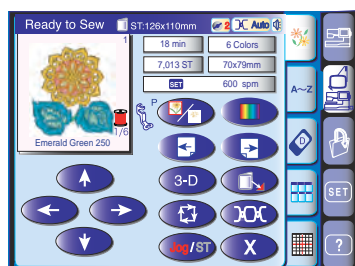 Ready to Sew ST:126x110mm 2 Auto
1
18 min 6 Colors
7,013 ST 70x79mm
SET 600 spm
P
1/6
Emerald Green 250
A~Z
D
3-D
SET
Jog/ST X
?